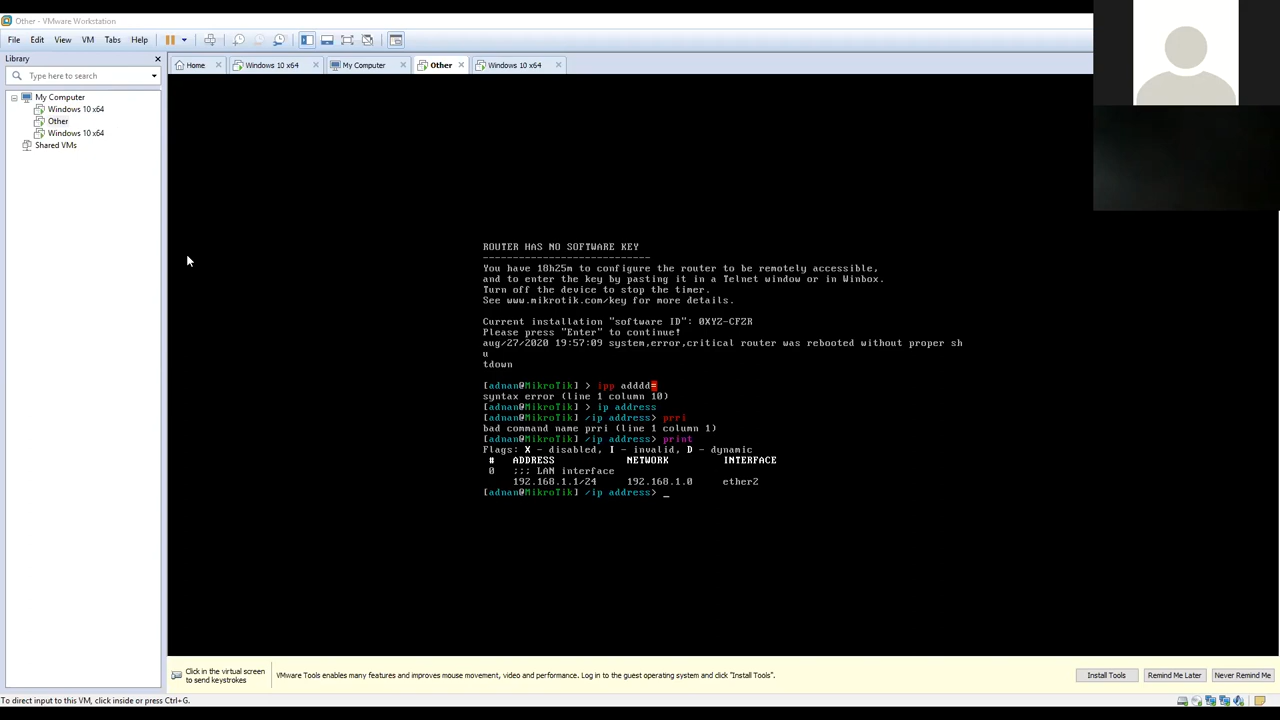 Other - VMware Workstation
File Edit View VM Tabs Help
Library
Type here to search
My Computer
Windows 10 x64
Other
Windows 10 x64
Shared VMs
Home Windows 10 x64 My Computer Other Windows 10 x64
ROUTER HAS NO SOFTWARE KEY
----------------------------
You have 18h25m to configure the router to be remotely accessible,
and to enter the key by pasting it in a Telnet window or in Winbox.
Turn off the device to stop the timer.
See www.mikrotik.com/key for more details.
Current installation "software ID": 0XYZ-CFZR
Please press "Enter" to continue!
aug/27/2020 19:57:09 system,error,critical router was rebooted without proper sh
u
tdown
[adnan@MikroTik] > ipp adddd=
syntax error (line 1 column 10)
[adnan@MikroTik] > ip address
[adnan@MikroTik] /ip address> prri
bad command name prri (line 1 column 1)
[adnan@MikroTik] /ip address> print
Flags: X - disabled, I - invalid, D - dynamic
# ADDRESS NETWORK INTERFACE
0 ;;; LAN interface
192.168.1.1/24 192.168.1.0 ether2
[adnan@MikroTik] /ip address> _
Click in the virtual screen
to send keystrokes
VMware Tools enables many features and improves mouse movement, video and performance. Log in to the guest operating system and click "Install Tools".
Install Tools Remind Me Later Never Remind Me
To direct input to this VM, click inside or press Ctrl+G.